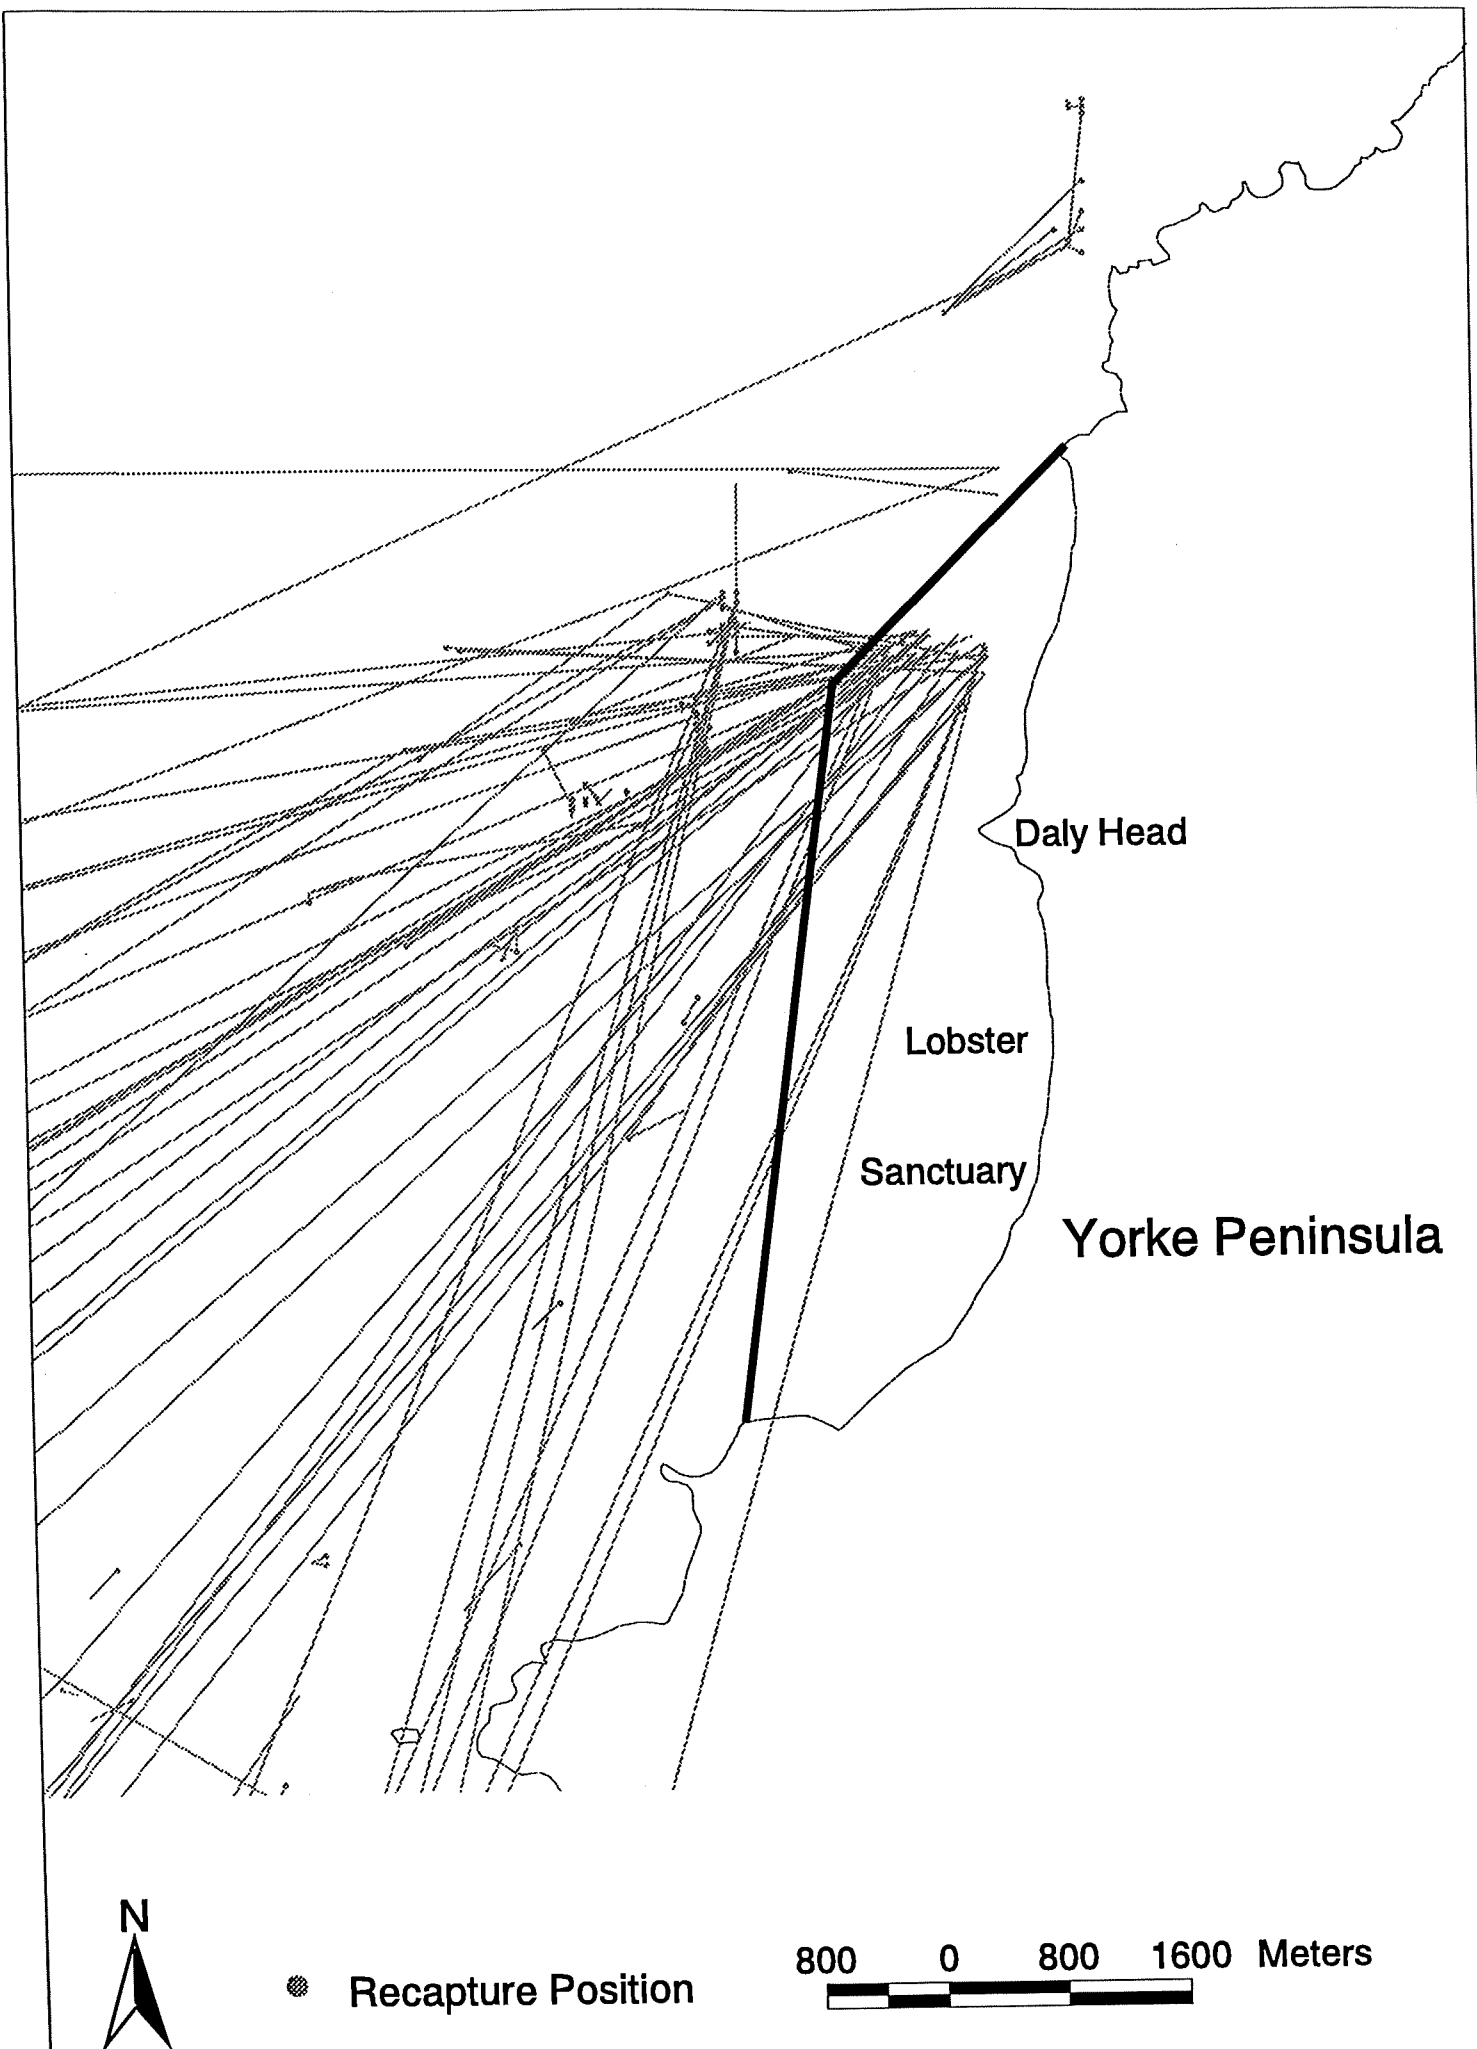 Daly Head
Lobster
Sanctuary
Yorke Peninsula
N
800 0 800 1600 Meters
Recapture Position